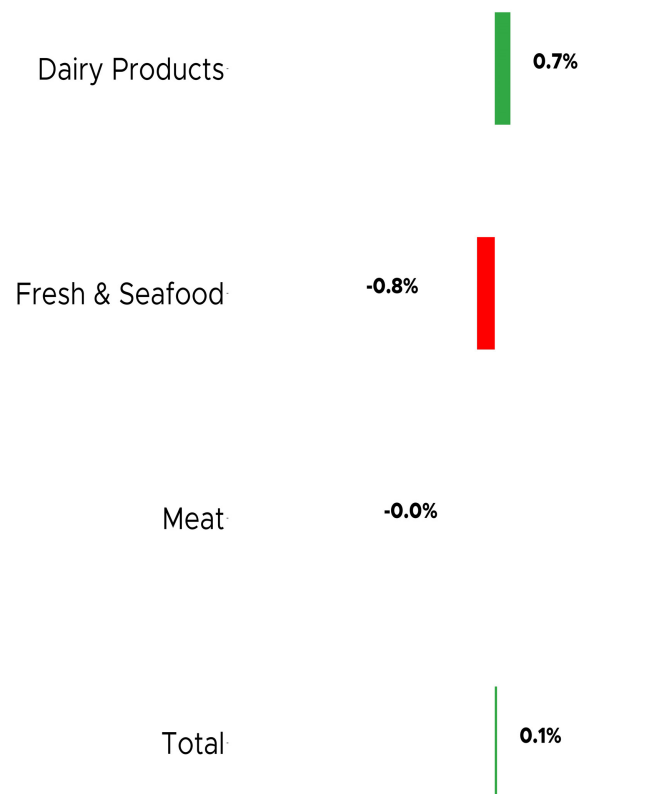 Dairy Products 0.7%
Fresh & Seafood -0.8%
Meat -0.0%
Total 0.1%